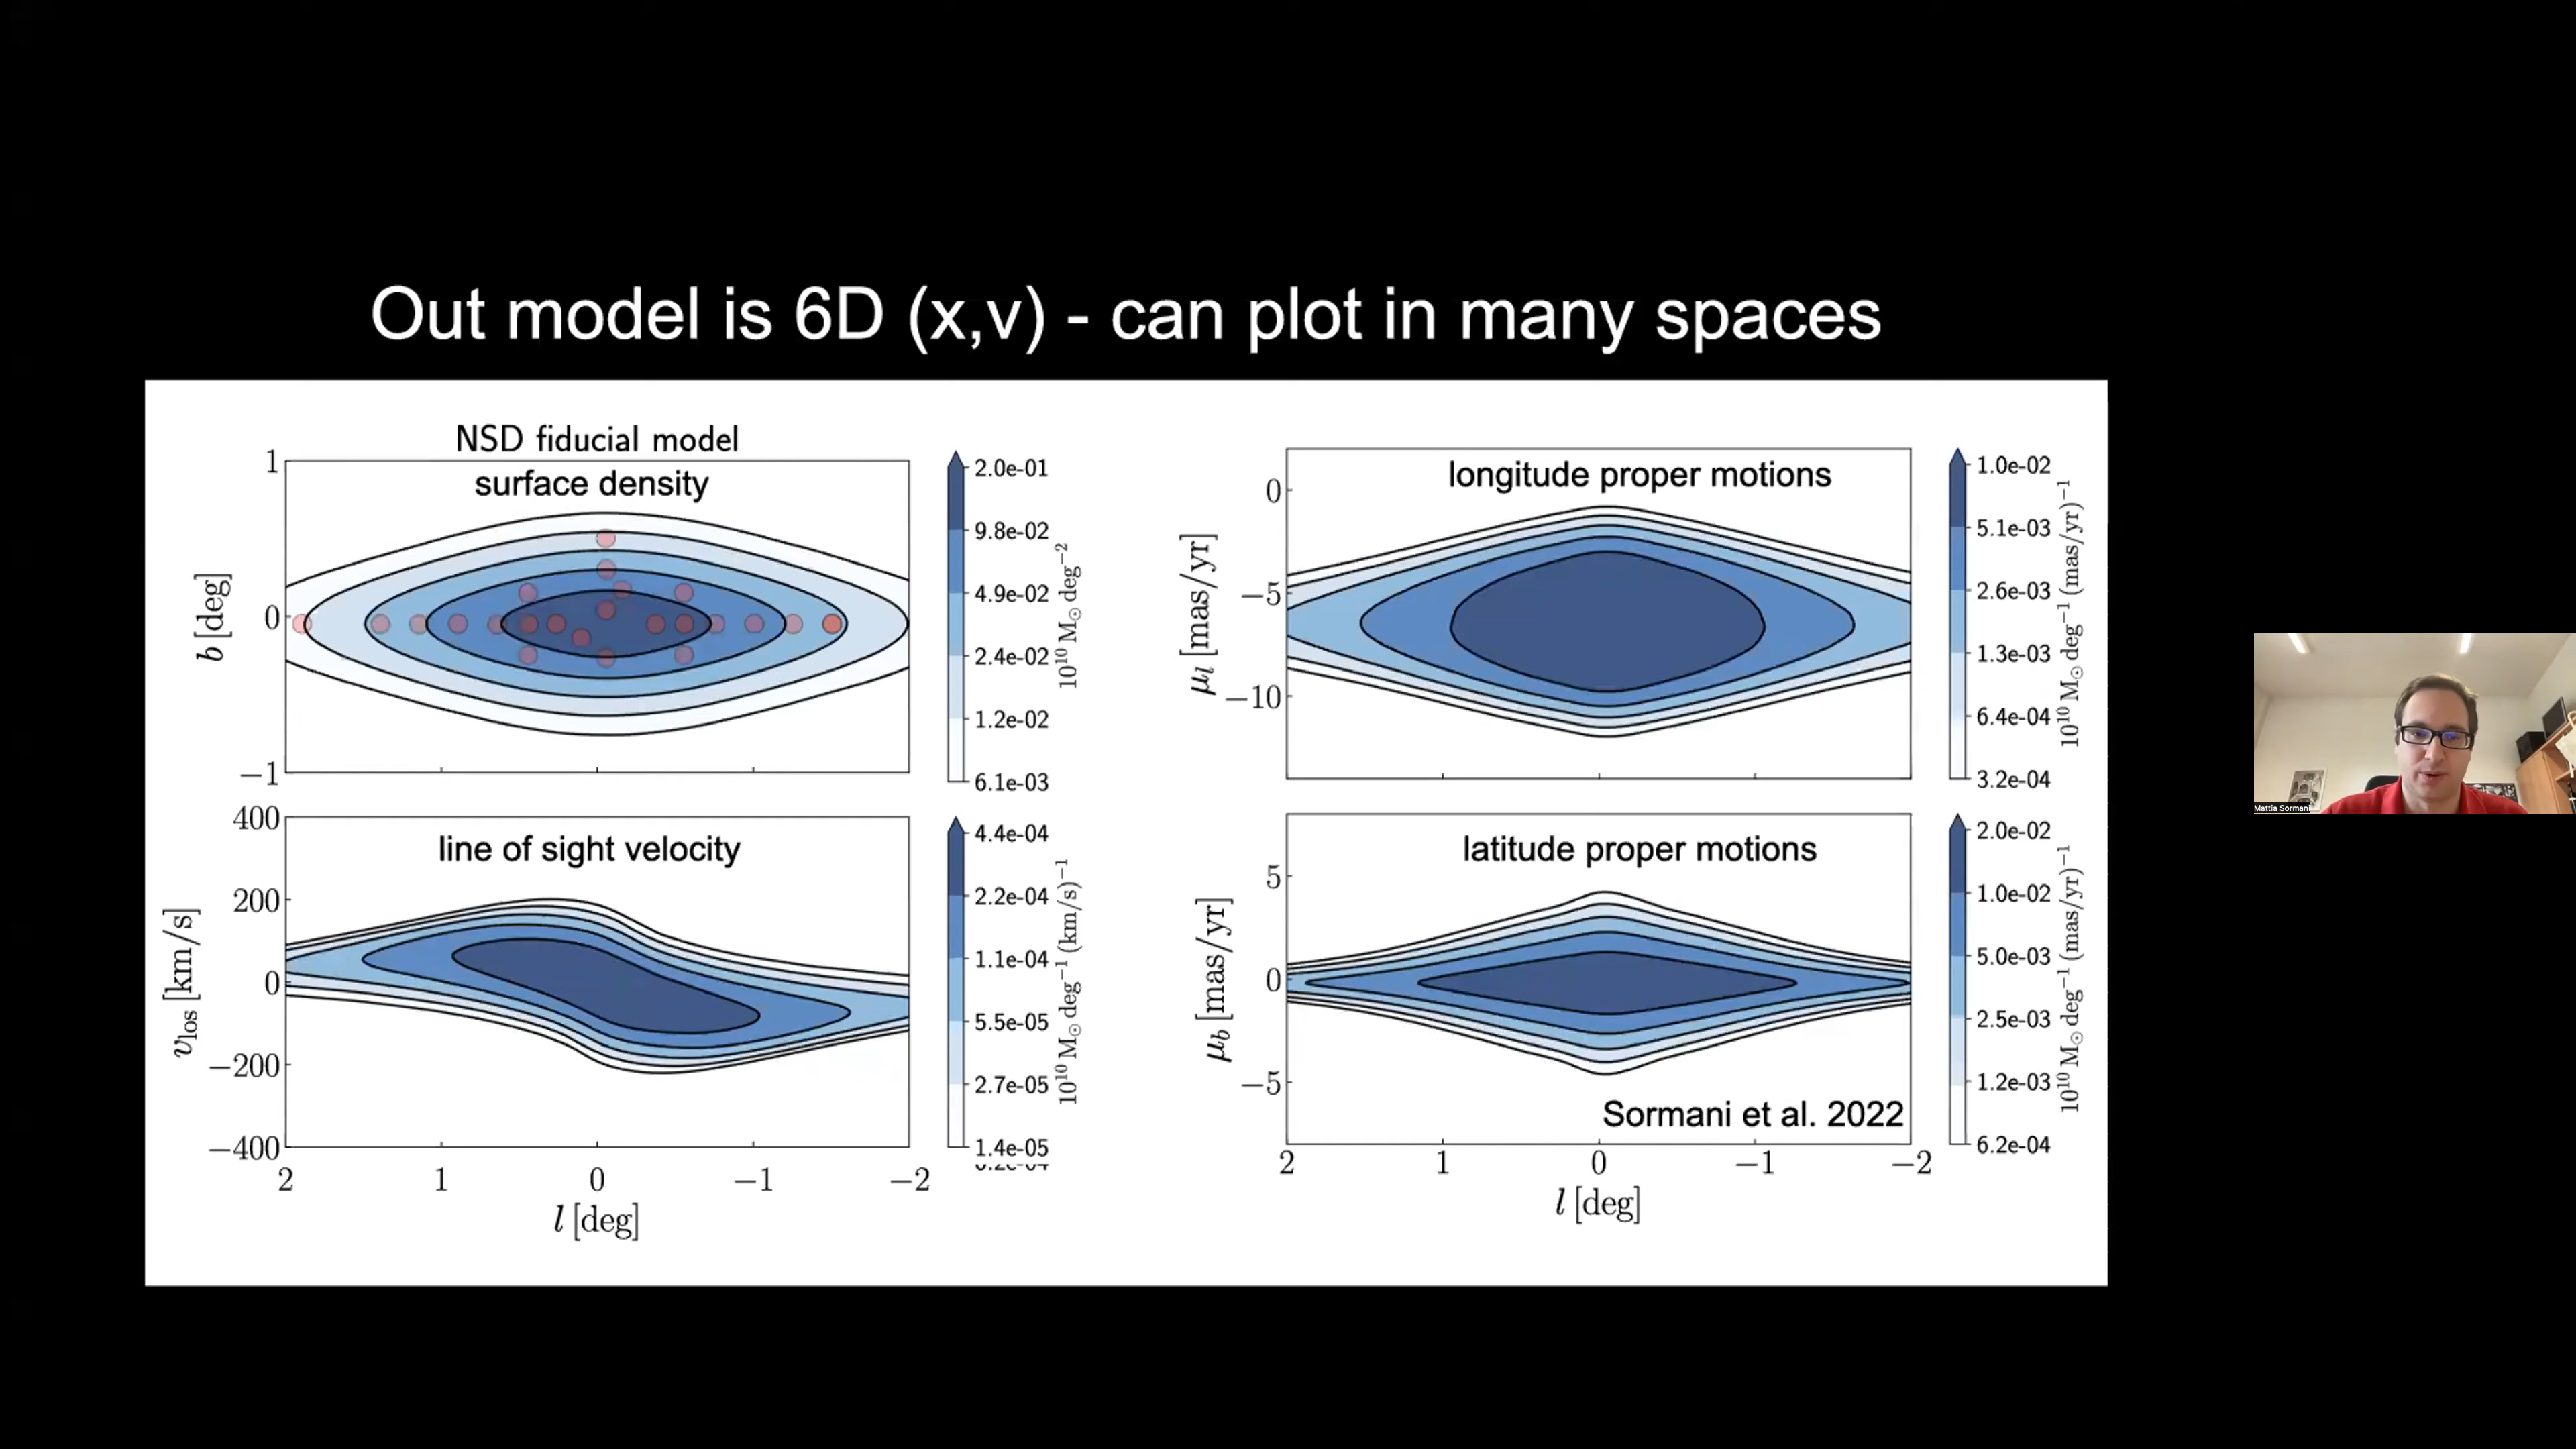 Out model is 6D (x,v) - can plot in many spaces
NSD fiducial model
surface density
1
0
−1
b [deg]
2.0e-01
9.8e-02
4.9e-02
2.4e-02
1.2e-02
6.1e-03
10¹⁰ M⊙ deg⁻²
line of sight velocity
400
200
0
−200
−400
v_los [km/s]
2 1 0 −1 −2
l [deg]
4.4e-04
2.2e-04
1.1e-04
5.5e-05
2.7e-05
1.4e-05
10¹⁰ M⊙ deg⁻¹ (km/s)⁻¹
longitude proper motions
0
−5
−10
μ_l [mas/yr]
1.0e-02
5.1e-03
2.6e-03
1.3e-03
6.4e-04
3.2e-04
10¹⁰ M⊙ deg⁻¹ (mas/yr)⁻¹
latitude proper motions
5
0
−5
μ_b [mas/yr]
Sormani et al. 2022
2 1 0 −1 −2
l [deg]
2.0e-02
1.0e-02
5.0e-03
2.5e-03
1.2e-03
6.2e-04
10¹⁰ M⊙ deg⁻¹ (mas/yr)⁻¹
Mattia Sormani